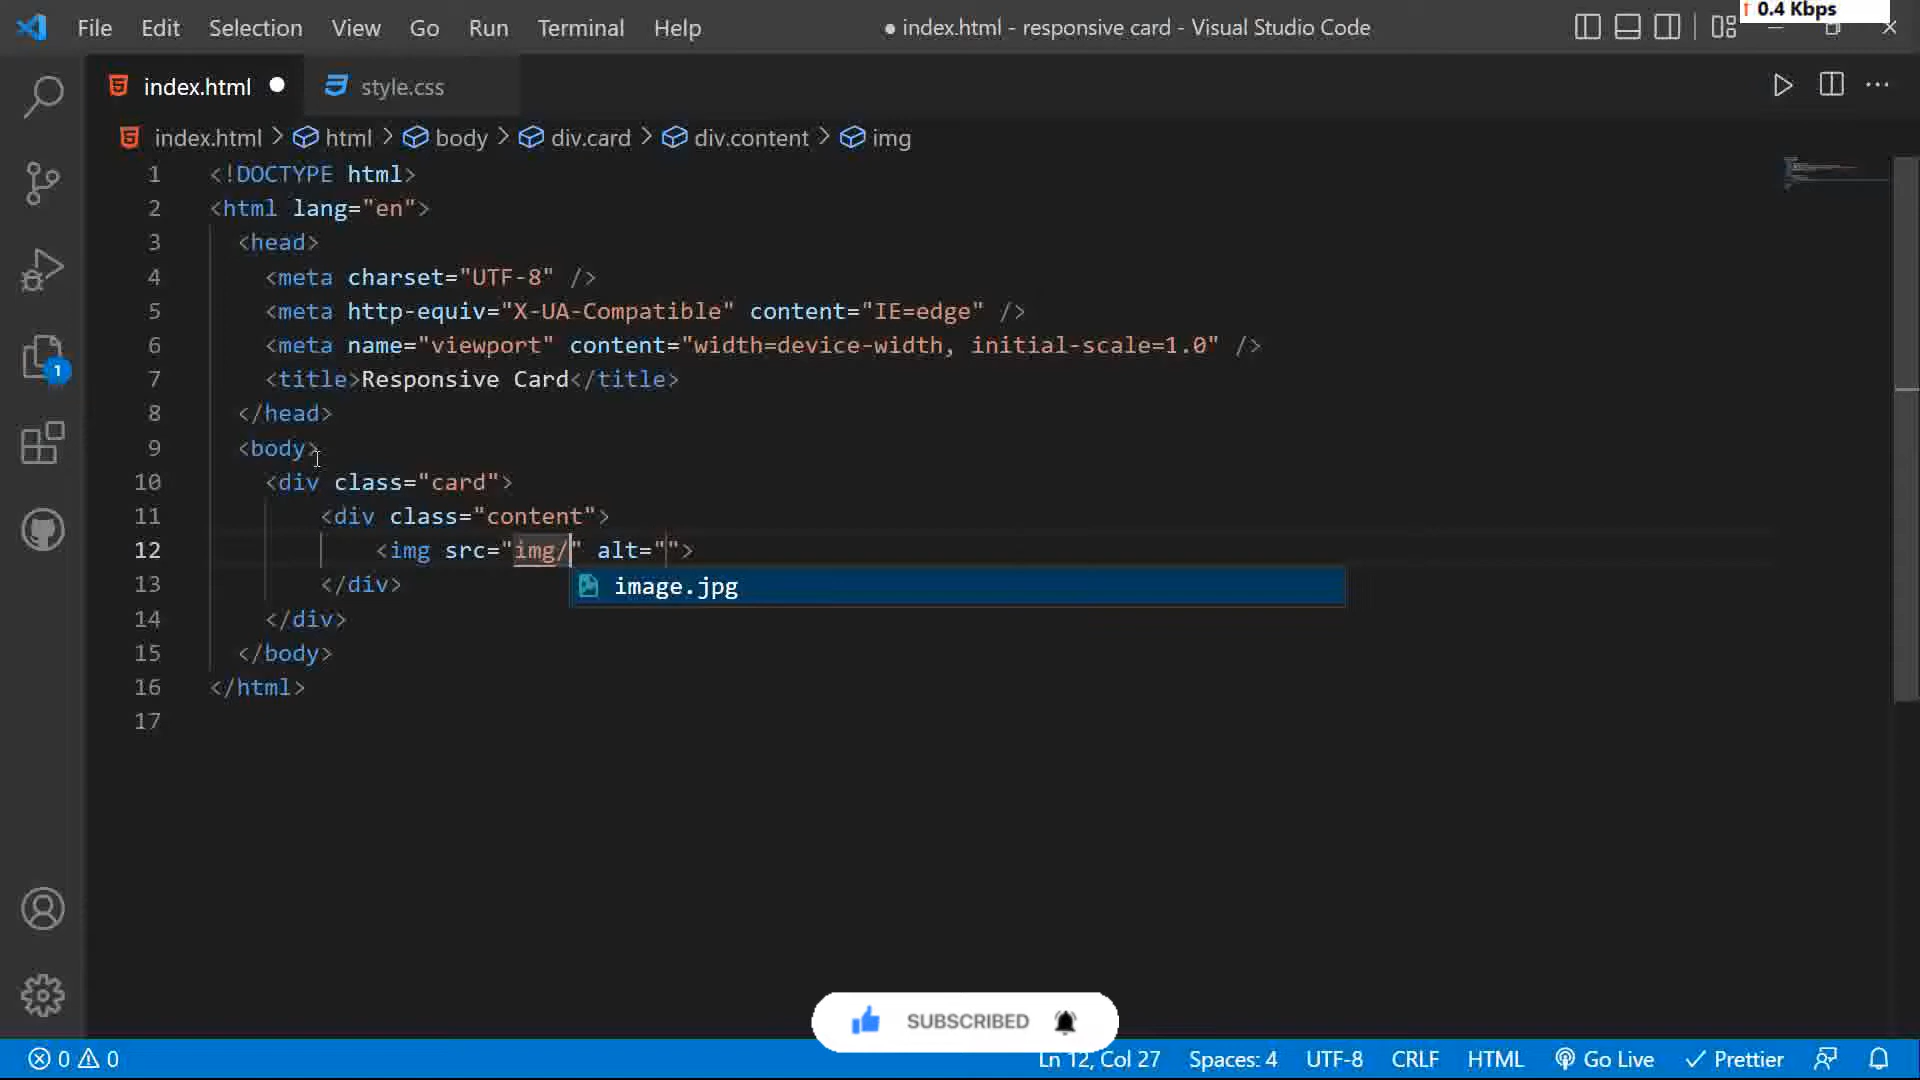 File Edit Selection View Go Run Terminal Help ● index.html - responsive card - Visual Studio Code 0.4 Kbps
index.html ● style.css
index.html > html > body > div.card > div.content > img
1 <!DOCTYPE html>
2 <html lang="en">
3 <head>
4 <meta charset="UTF-8" />
5 <meta http-equiv="X-UA-Compatible" content="IE=edge" />
6 <meta name="viewport" content="width=device-width, initial-scale=1.0" />
7 <title>Responsive Card</title>
8 </head>
9 <body>
10 <div class="card">
11 <div class="content">
12 <img src="img/" alt="">
image.jpg
13 </div>
14 </div>
15 </body>
16 </html>
17
1
SUBSCRIBED
0 0 Ln 12, Col 27 Spaces: 4 UTF-8 CRLF HTML Go Live Prettier